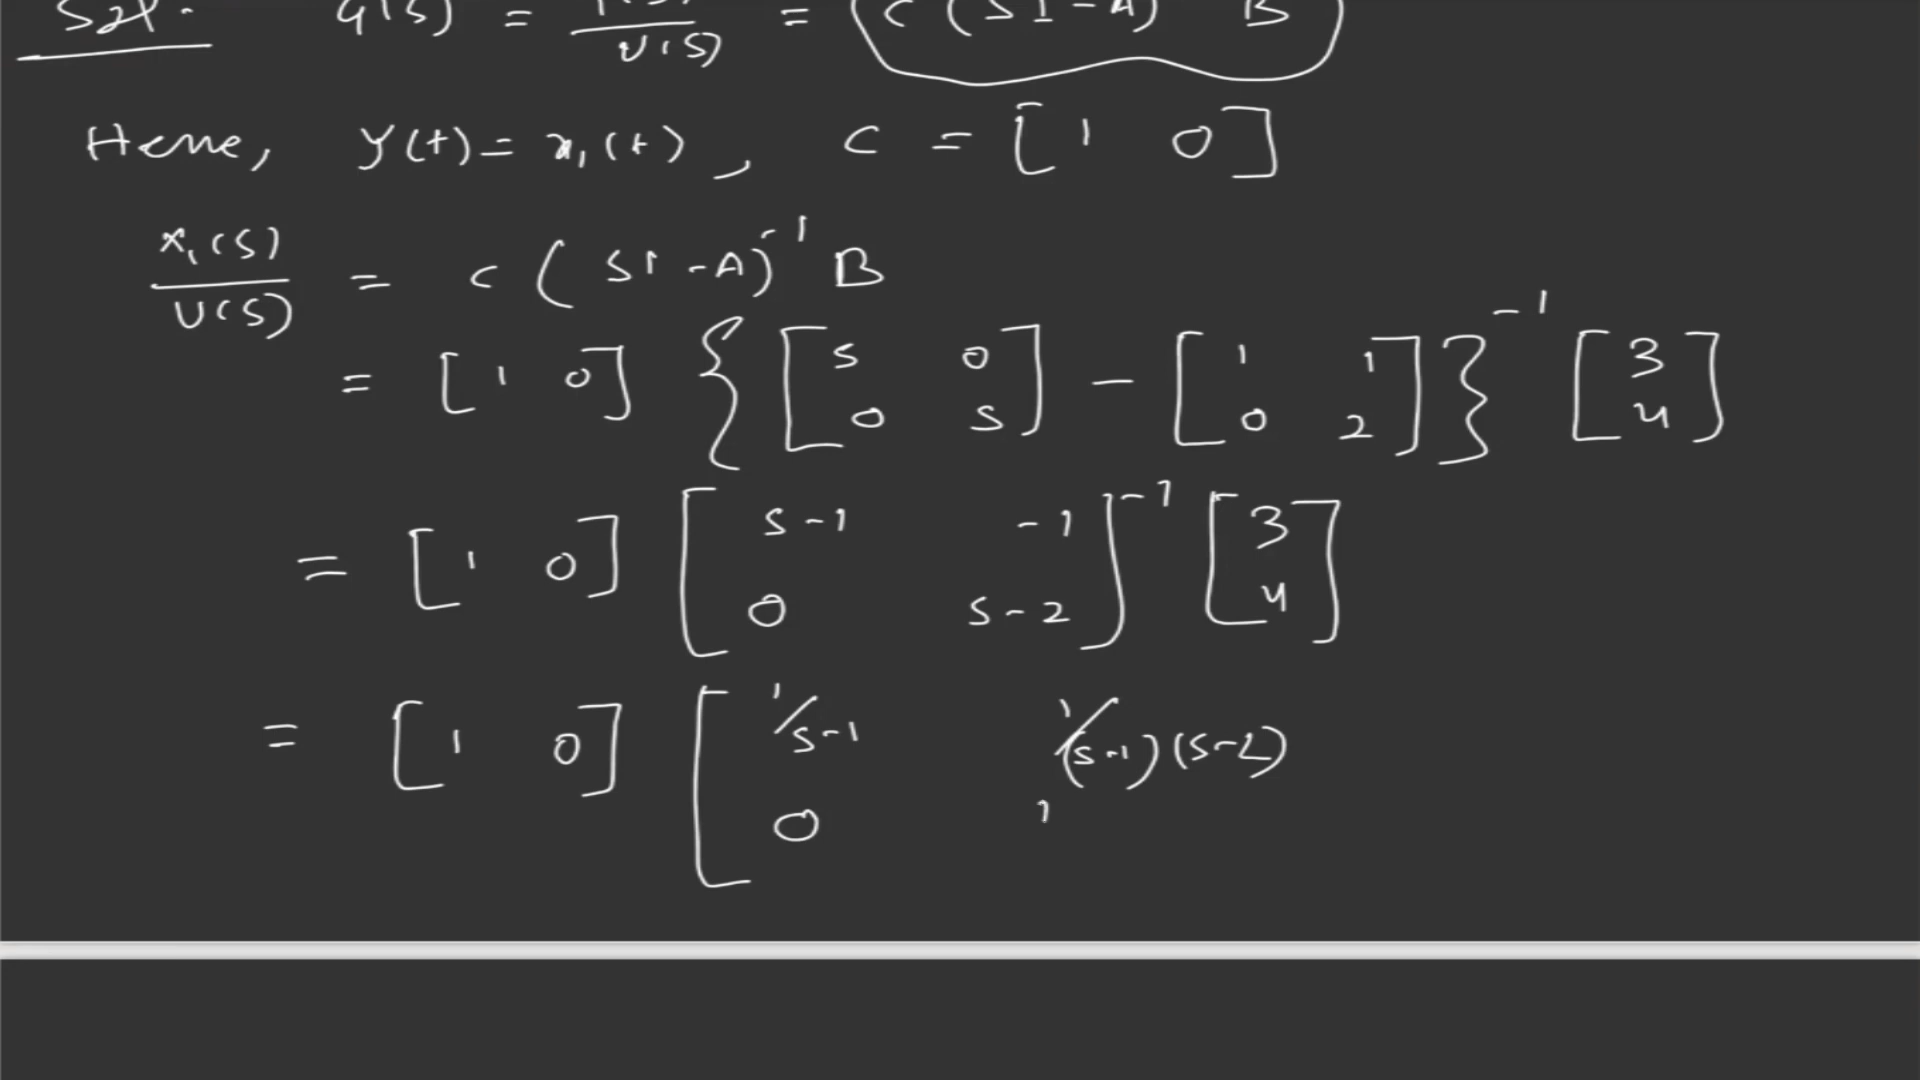 Sol. G(s) = Y(s)/U(s) = C (SI-A) B
Here, y(t) = x₁(t), C = [1 0]
x₁(s)/U(s) = C (SI-A)⁻¹ B
= [1 0] { [s 0; 0 s] - [1 1; 0 2] }⁻¹ [3; 4]
= [1 0] [s-1 -1; 0 s-2]⁻¹ [3; 4]
= [1 0] [1/s-1 1/(s-1)(s-2)
0 1